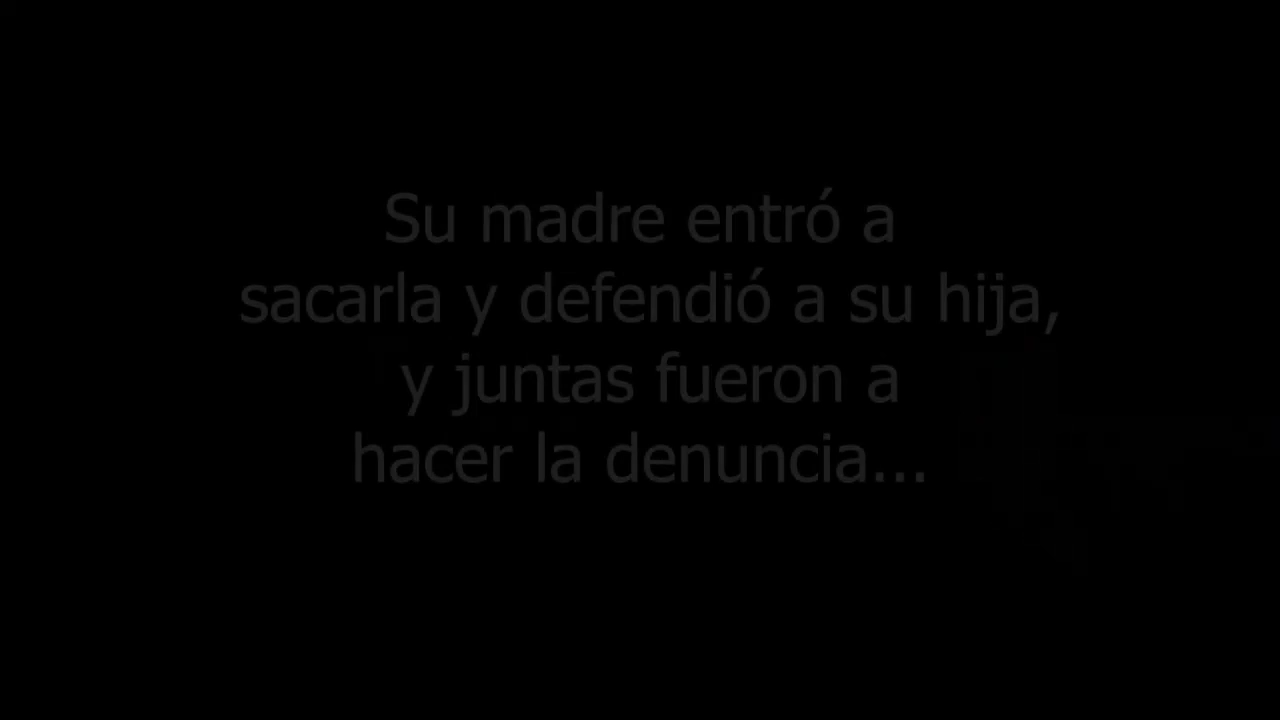 Su madre entró a
sacarla y defendió a su hija,
y juntas fueron a
hacer la denuncia...